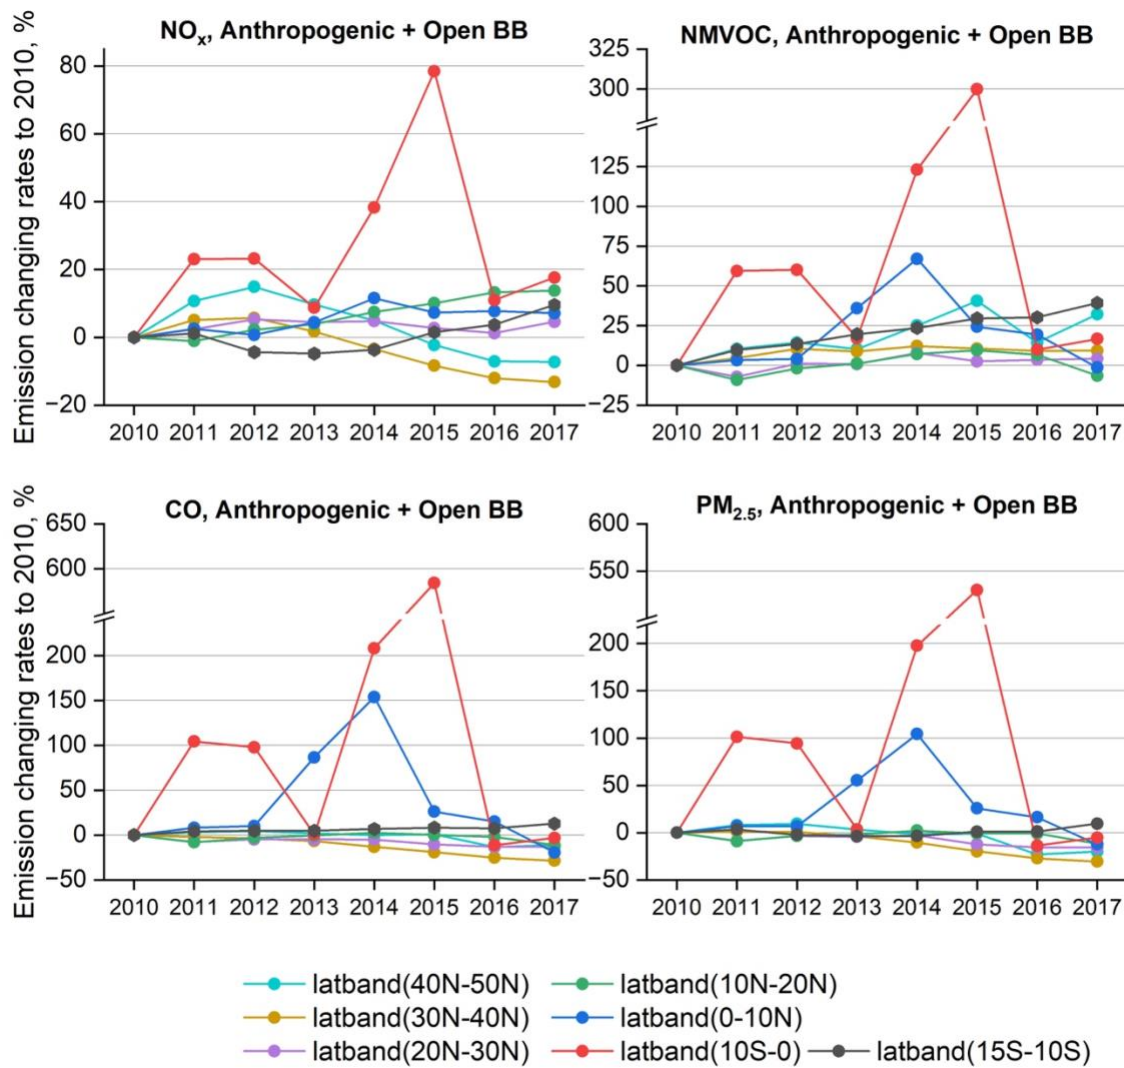 NOₓ, Anthropogenic + Open BB
Emission changing rates to 2010, %
80
60
40
20
0
−20
2010 2011 2012 2013 2014 2015 2016 2017
NMVOC, Anthropogenic + Open BB
325
300
125
100
75
50
25
0
−25
2010 2011 2012 2013 2014 2015 2016 2017
CO, Anthropogenic + Open BB
Emission changing rates to 2010, %
650
600
200
150
100
50
0
−50
2010 2011 2012 2013 2014 2015 2016 2017
PM₂.₅, Anthropogenic + Open BB
600
550
200
150
100
50
0
−50
2010 2011 2012 2013 2014 2015 2016 2017
latband(40N-50N) latband(10N-20N)
latband(30N-40N) latband(0-10N)
latband(20N-30N) latband(10S-0) latband(15S-10S)